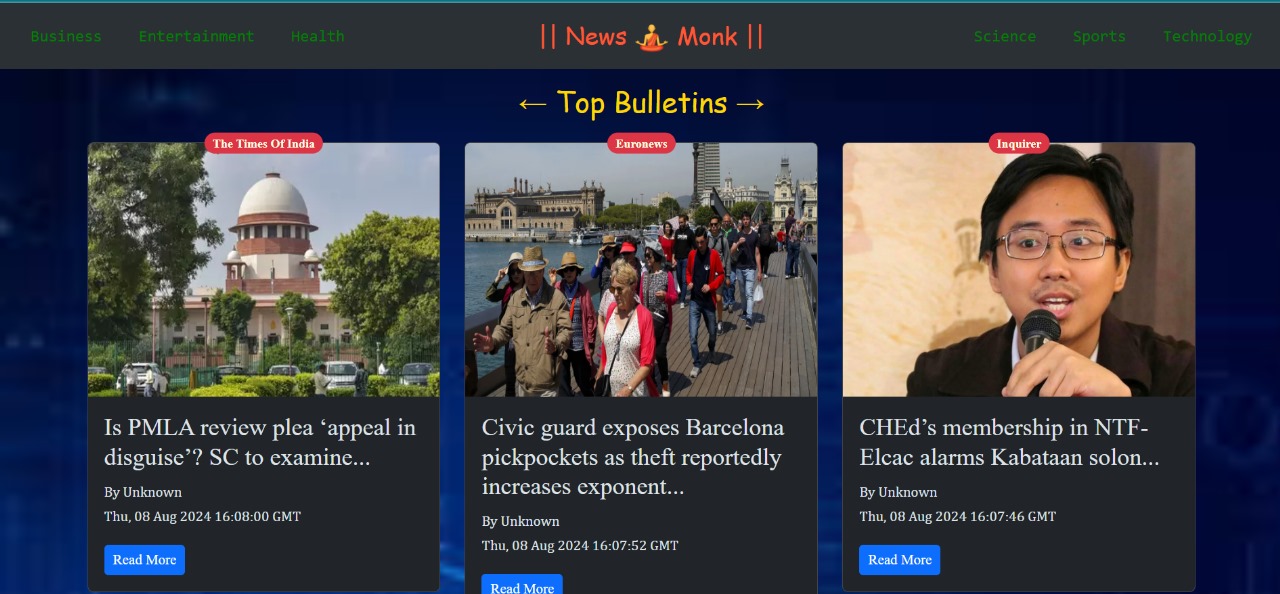 Business Entertainment Health || News Monk || Science Sports Technology
← Top Bulletins →
The Times Of India
Is PMLA review plea ‘appeal in
disguise’? SC to examine...
By Unknown
Thu, 08 Aug 2024 16:08:00 GMT
Read More
Euronews
Civic guard exposes Barcelona
pickpockets as theft reportedly
increases exponent...
By Unknown
Thu, 08 Aug 2024 16:07:52 GMT
Read More
Inquirer
CHEd’s membership in NTF-
Elcac alarms Kabataan solon...
By Unknown
Thu, 08 Aug 2024 16:07:46 GMT
Read More